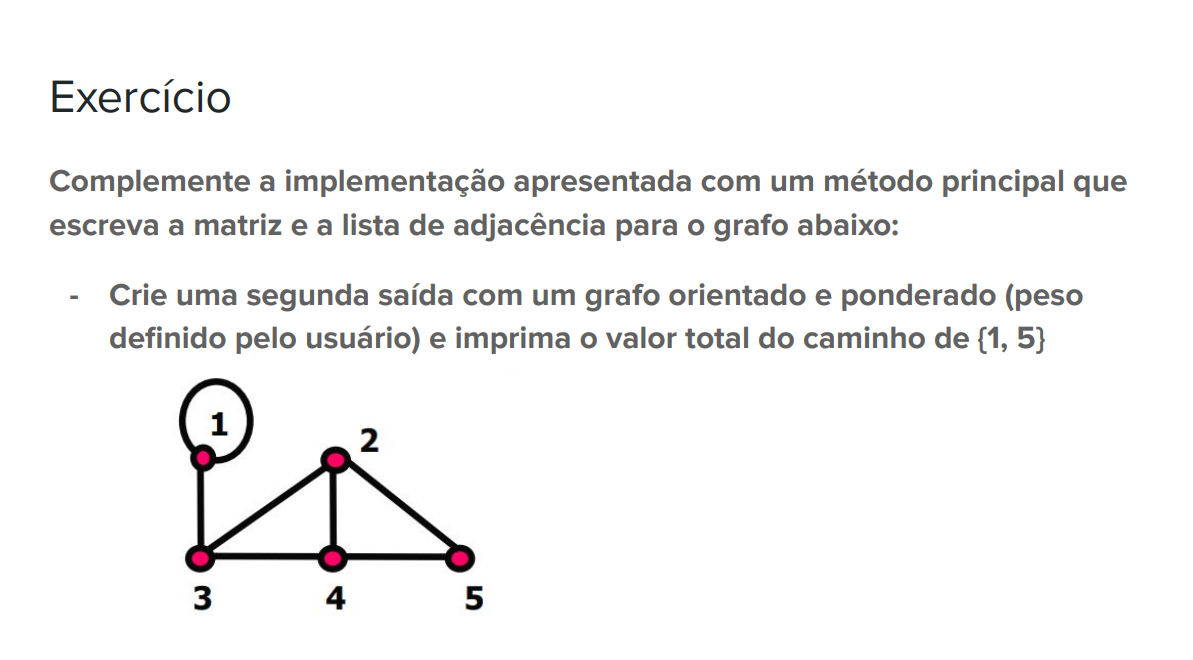 Exercício
Complemente a implementação apresentada com um método principal que
escreva a matriz e a lista de adjacência para o grafo abaixo:
- Crie uma segunda saída com um grafo orientado e ponderado (peso
definido pelo usuário) e imprima o valor total do caminho de {1, 5}
1
2
3 4 5